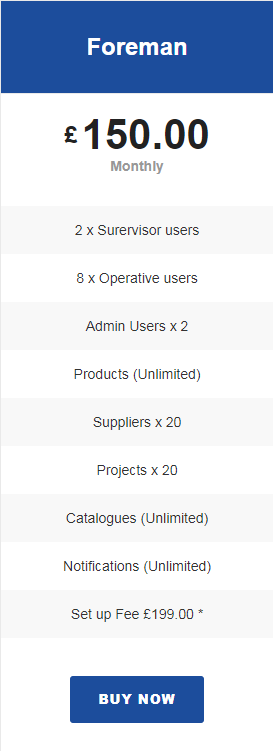 Foreman
£150.00
Monthly
2 x Surervisor users
8 x Operative users
Admin Users x 2
Products (Unlimited)
Suppliers x 20
Projects x 20
Catalogues (Unlimited)
Notifications (Unlimited)
Set up Fee £199.00 *
BUY NOW